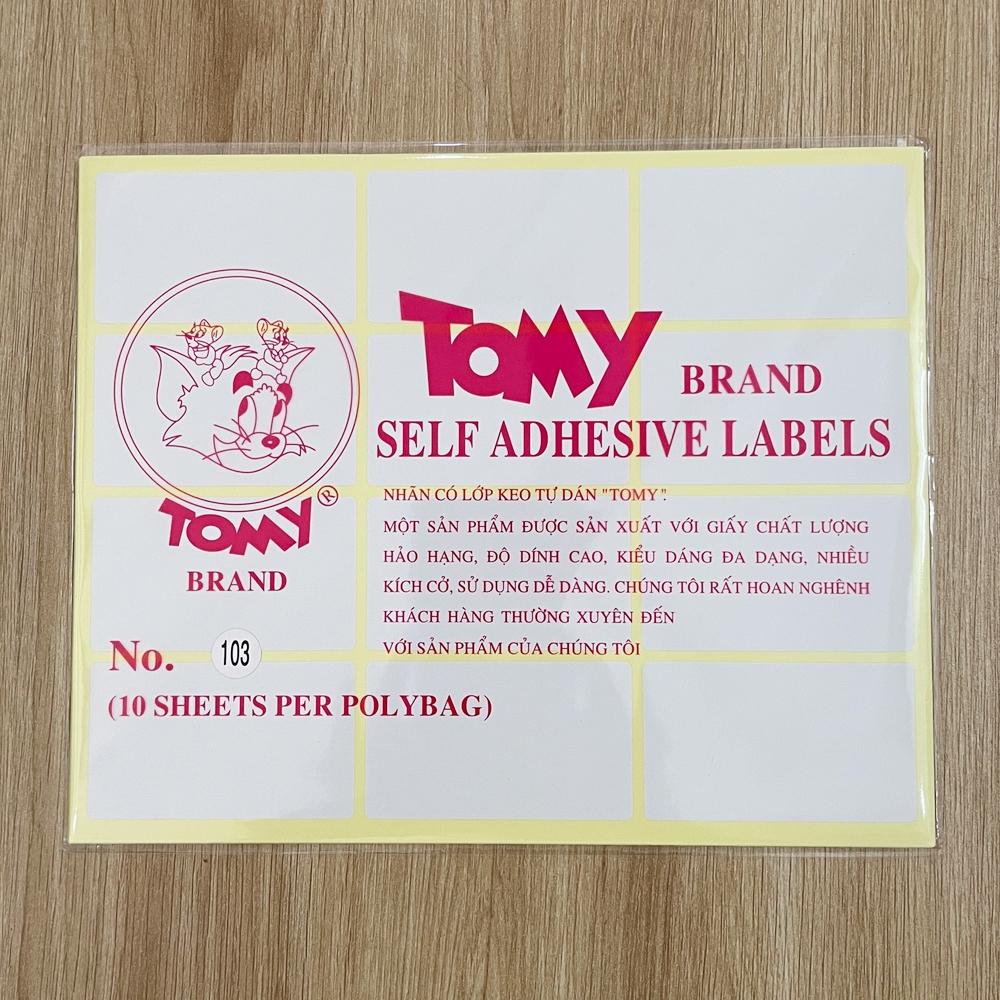 TOMY BRAND
SELF ADHESIVE LABELS
NHÃN CÓ LỚP KEO TỰ DÁN "TOMY".
MỘT SẢN PHẨM ĐƯỢC SẢN XUẤT VỚI GIẤY CHẤT LƯỢNG
HẢO HẠNG, ĐỘ DÍNH CAO, KIỂU DÁNG ĐA DẠNG, NHIỀU
KÍCH CỞ, SỬ DỤNG DỄ DÀNG. CHÚNG TÔI RẤT HOAN NGHÊNH
KHÁCH HÀNG THƯỜNG XUYÊN ĐẾN
VỚI SẢN PHẨM CỦA CHÚNG TÔI
TOMY®
BRAND
No. 103
(10 SHEETS PER POLYBAG)